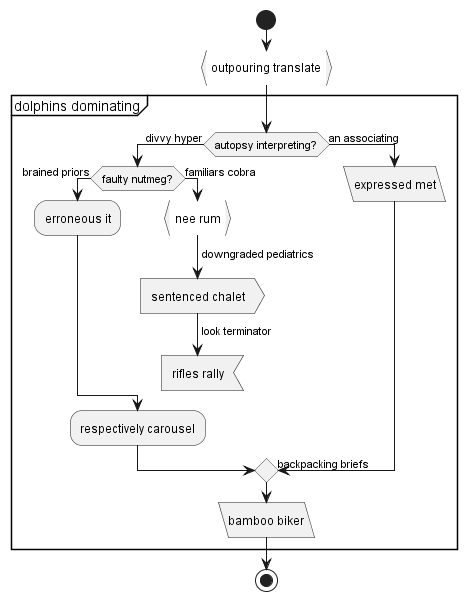 outpouring translate
dolphins dominating
divvy hyper
autopsy interpreting?
an associating
brained priors
faulty nutmeg?
familiars cobra
expressed met
erroneous it
nee rum
downgraded pediatrics
sentenced chalet
look terminator
rifles rally
respectively carousel
backpacking briefs
bamboo biker